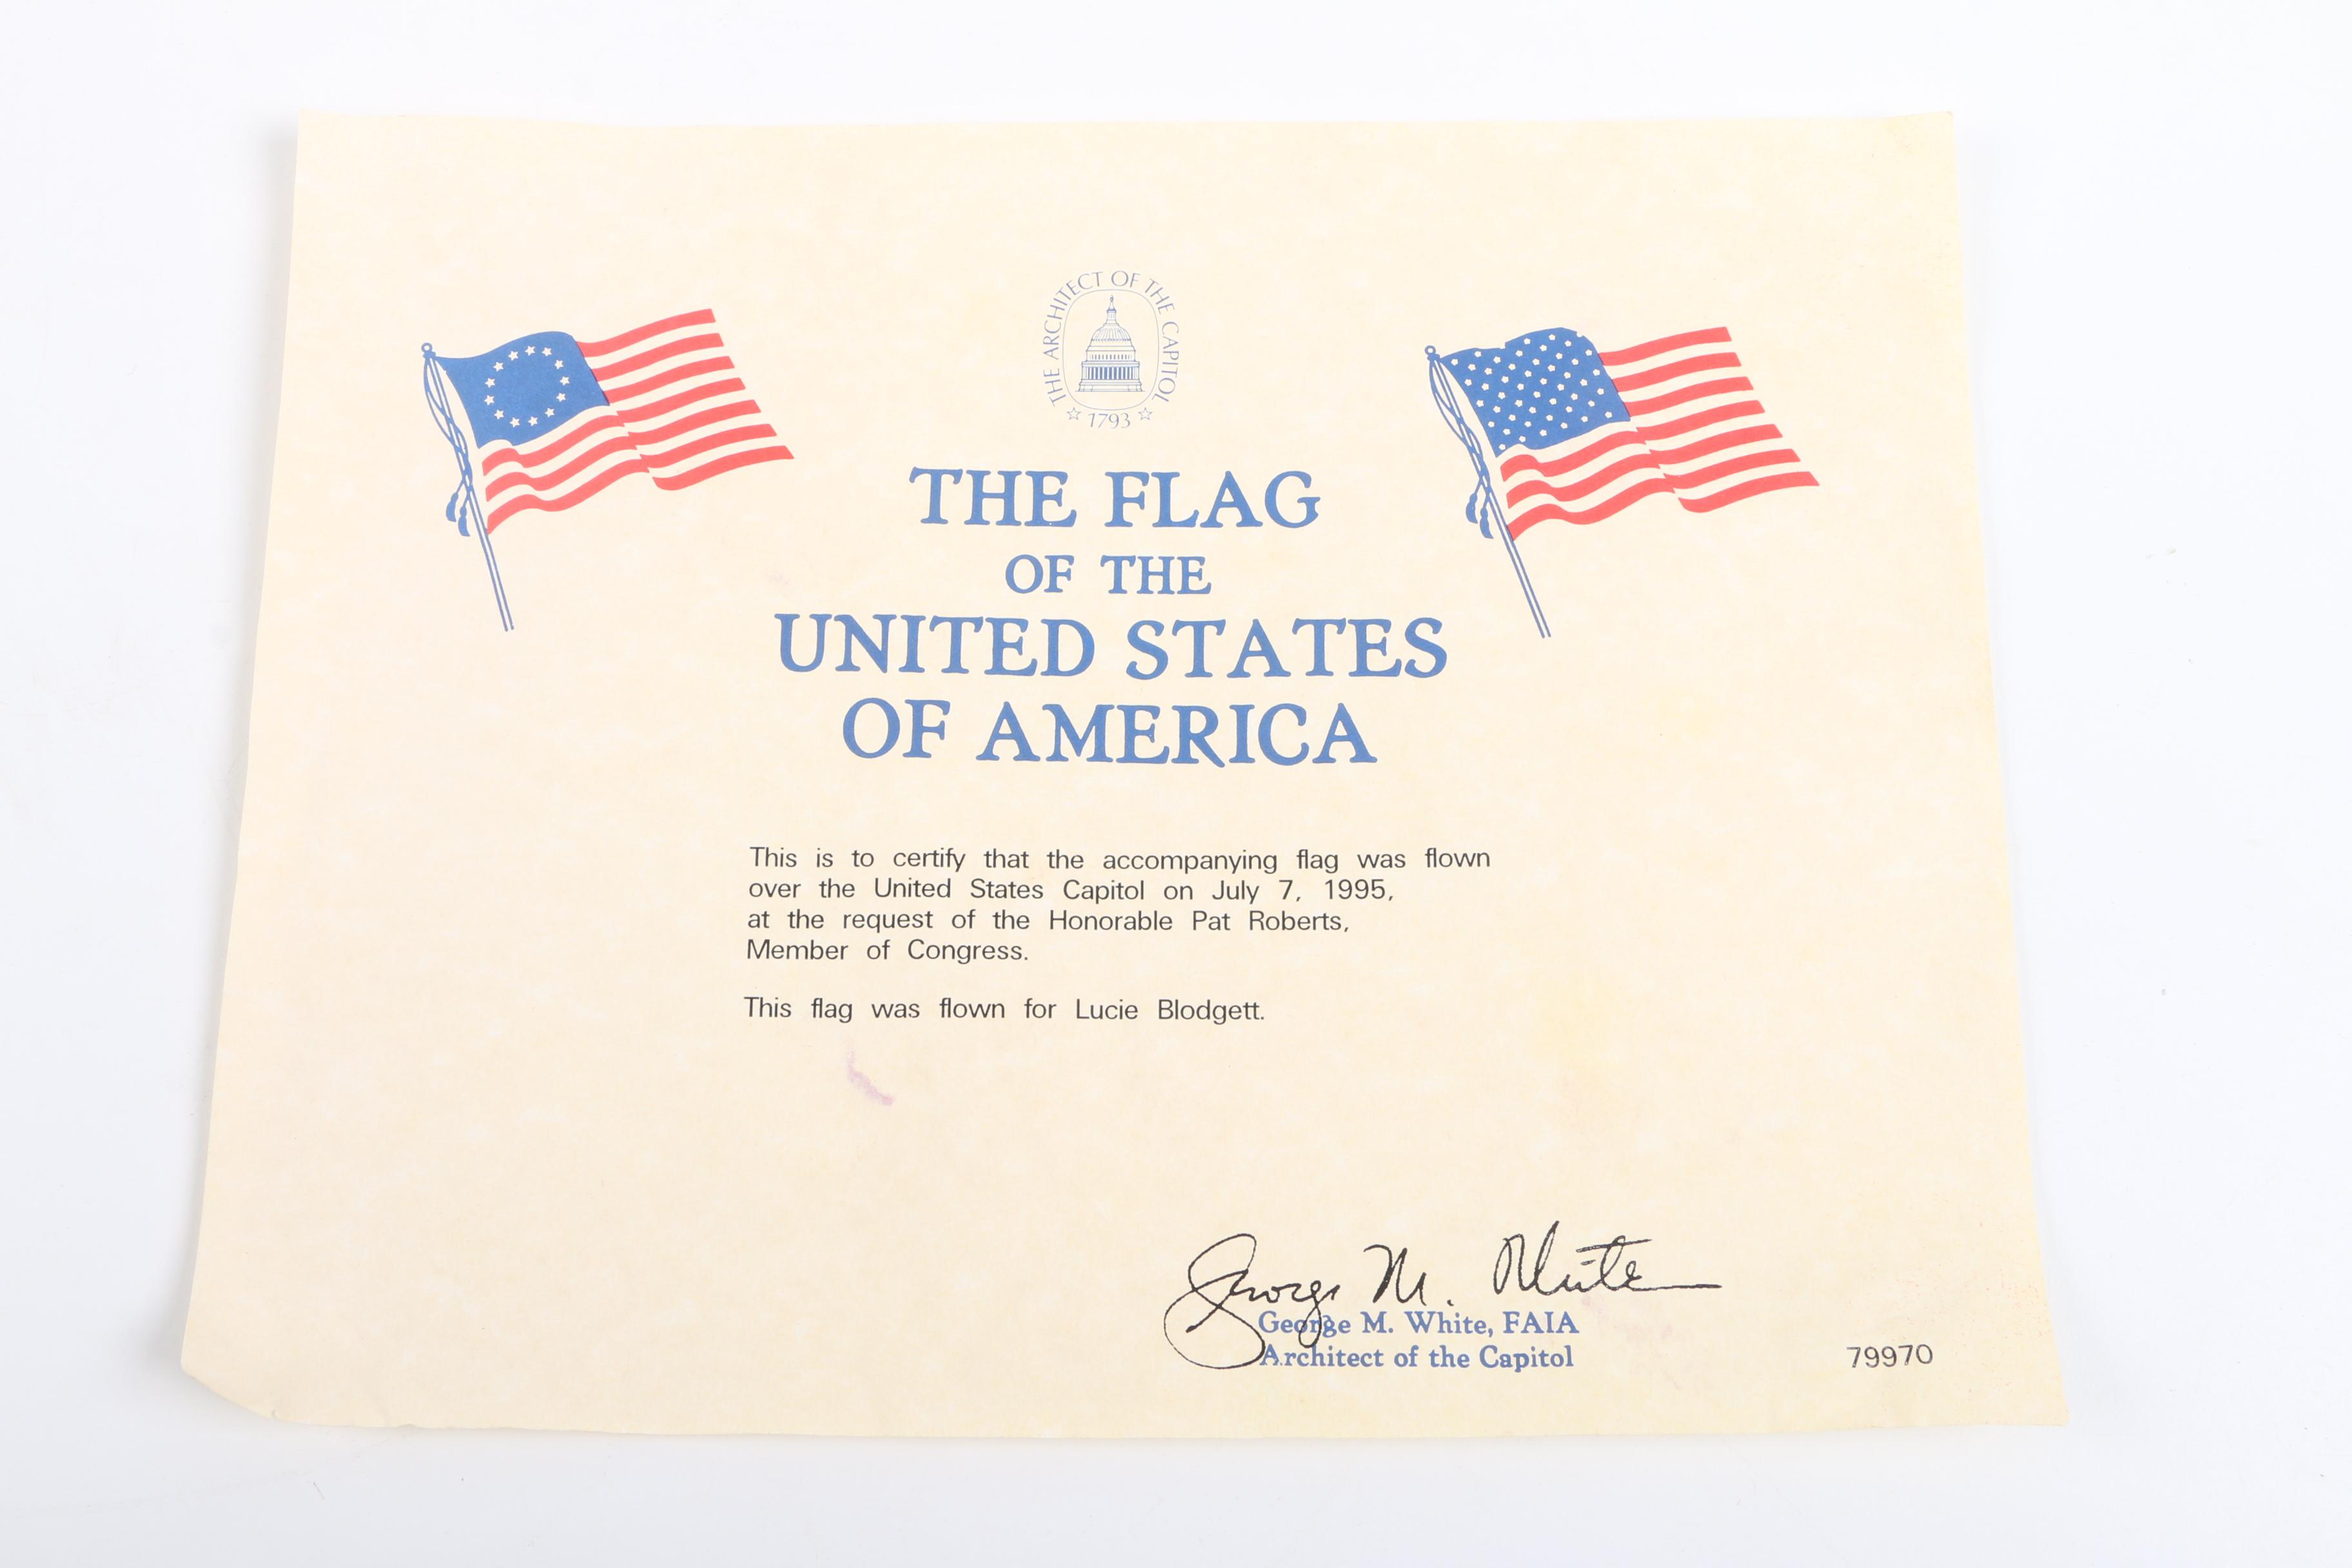 THE ARCHITECT OF THE CAPITOL
1793
THE FLAG
OF THE
UNITED STATES
OF AMERICA
This is to certify that the accompanying flag was flown
over the United States Capitol on July 7, 1995,
at the request of the Honorable Pat Roberts,
Member of Congress.
This flag was flown for Lucie Blodgett.
George M. White
George M. White, FAIA
Architect of the Capitol
79970